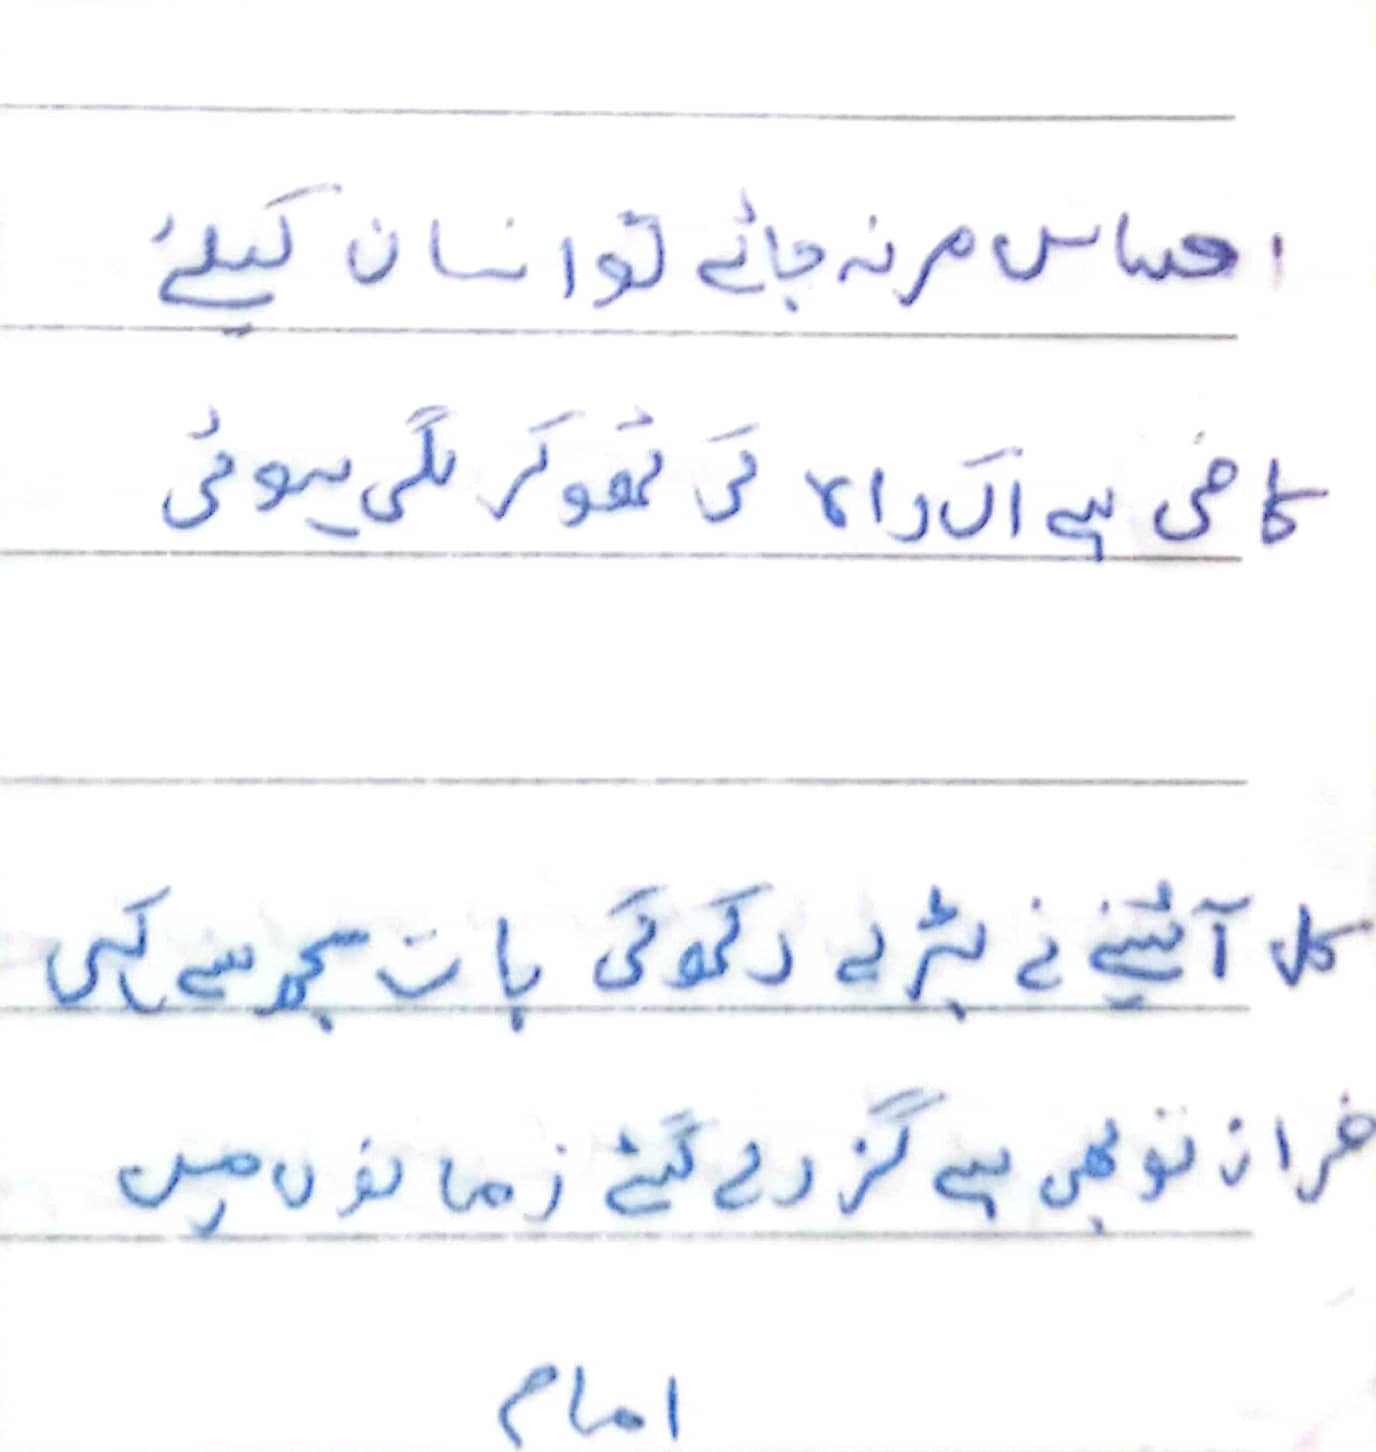 احساس مر نہ جائے تو انسان کیلئے
کافی ہے اک راہ کی ٹھوکر لگی ہوئی
کل آئینے نے بڑے دکھ کی بات مجھ سے کہی
فراز تو بھی ہے گزرے گئے زمانوں میں
امام